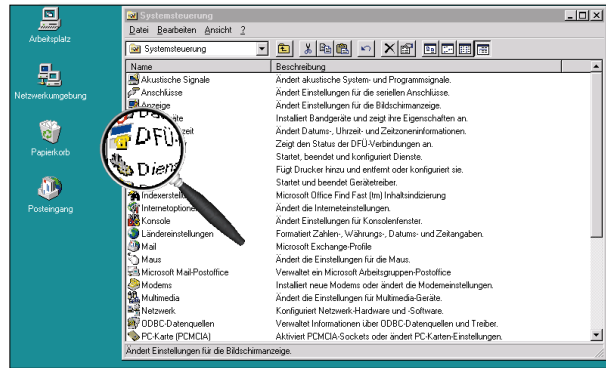 Arbeitsplatz
Netzwerkumgebung
Papierkorb
Posteingang
Systemsteuerung
Datei Bearbeiten Ansicht ?
Systemsteuerung
Name Beschreibung
Akustische Signale Ändert akustische System- und Programmsignale.
Anschlüsse Ändert Einstellungen für die seriellen Anschlüsse.
Anzeige Ändert Einstellungen für die Bildschirmanzeige.
Installiert Bandgeräte und zeigt ihre Eigenschaften an.
Ändert Datums-, Uhrzeit- und Zeitzoneninformationen.
DFÜ- Zeigt den Status der DFÜ-Verbindungen an.
Startet, beendet und konfiguriert Dienste.
Diens Fügt Drucker hinzu und entfernt oder konfiguriert sie.
Startet und beendet Gerätetreiber.
Indexerstell Microsoft Office Find Fast (tm) Inhaltsindizierung
Internetoptione Ändert die Interneteinstellungen.
Konsole Ändert Einstellungen für Konsolenfenster.
Ländereinstellungen Formatiert Zahlen-, Währungs-, Datums- und Zeitangaben.
Mail Microsoft Exchange-Profile
Maus Ändert die Einstellungen für die Maus.
Microsoft Mail-Postoffice Verwaltet ein Microsoft Arbeitsgruppen-Postoffice
Modems Installiert neue Modems oder ändert die Modemeinstellungen.
Multimedia Ändert die Einstellungen für Multimedia-Geräte.
Netzwerk Konfiguriert Netzwerk-Hardware und -Software.
ODBC-Datenquellen Verwaltet Informationen über ODBC-Datenquellen und Treiber.
PC-Karte (PCMCIA) Aktiviert PCMCIA-Sockets oder ändert PC-Karten-Einstellungen.
Ändert Einstellungen für die Bildschirmanzeige.